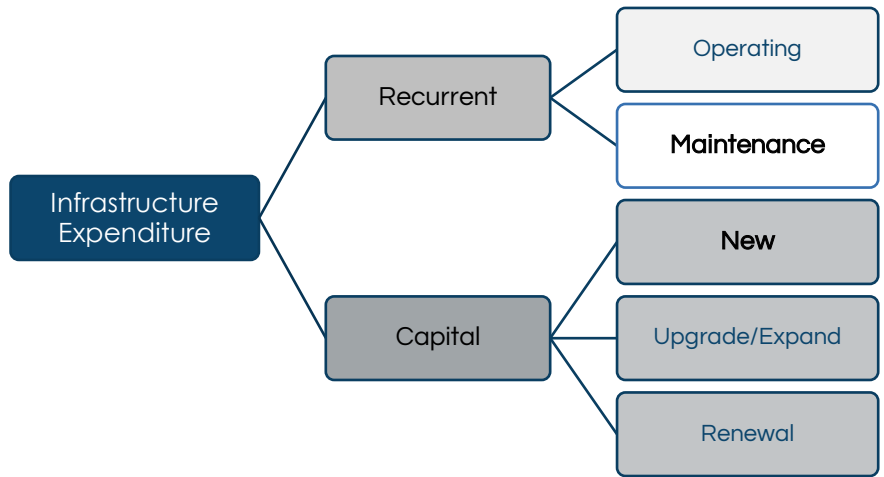 Infrastructure
Expenditure
Recurrent
Operating
Maintenance
Capital
New
Upgrade/Expand
Renewal